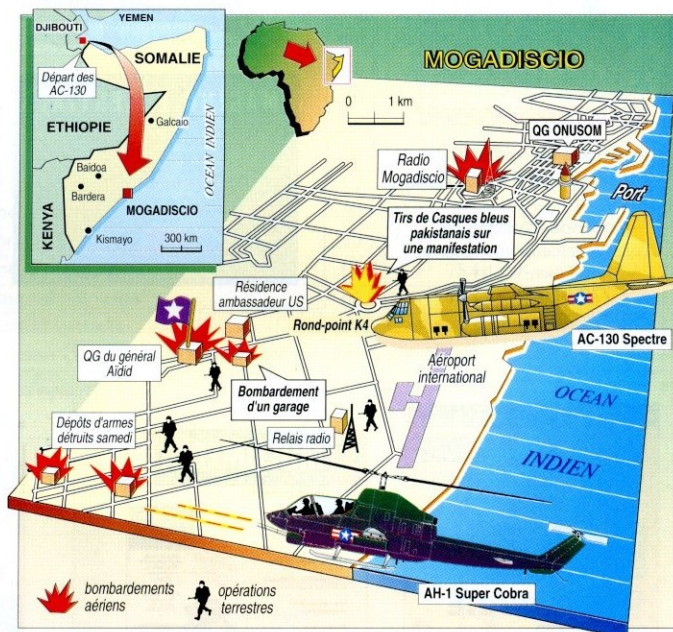 YEMEN
DJIBOUTI
SOMALIE
Départ des
AC-130
ETHIOPIE
Galcaio
OCEAN INDIEN
Baidoa
Bardera
MOGADISCIO
KENYA
Kismayo
300 km
0 1 km
MOGADISCIO
QG ONUSOM
Radio
Mogadiscio
Port
Tirs de Casques bleus
pakistanais sur
une manifestation
Résidence
ambassadeur US
Rond-point K4
AC-130 Spectre
QG du général
Aïdid
Aéroport
international
Bombardement
d'un garage
OCEAN
INDIEN
Dépôts d'armes
détruits samedi
Relais radio
AH-1 Super Cobra
bombardements
aériens
opérations
terrestres